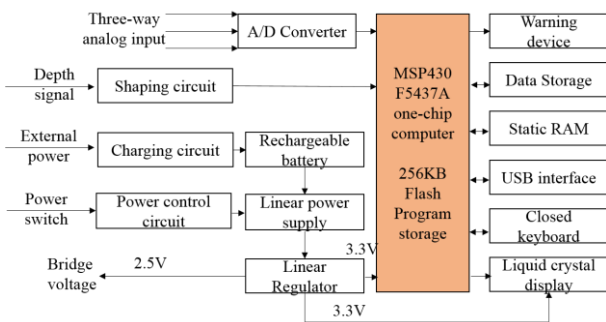 Three-way
analog input
A/D Converter
Depth
signal
Shaping circuit
External
power
Charging circuit
Rechargeable
battery
Power
switch
Power control
circuit
Linear power
supply
Bridge
voltage
2.5V
Linear
Regulator
3.3V
3.3V
MSP430
F5437A
one-chip
computer
256KB
Flash
Program
storage
Warning
device
Data Storage
Static RAM
USB interface
Closed
keyboard
Liquid crystal
display